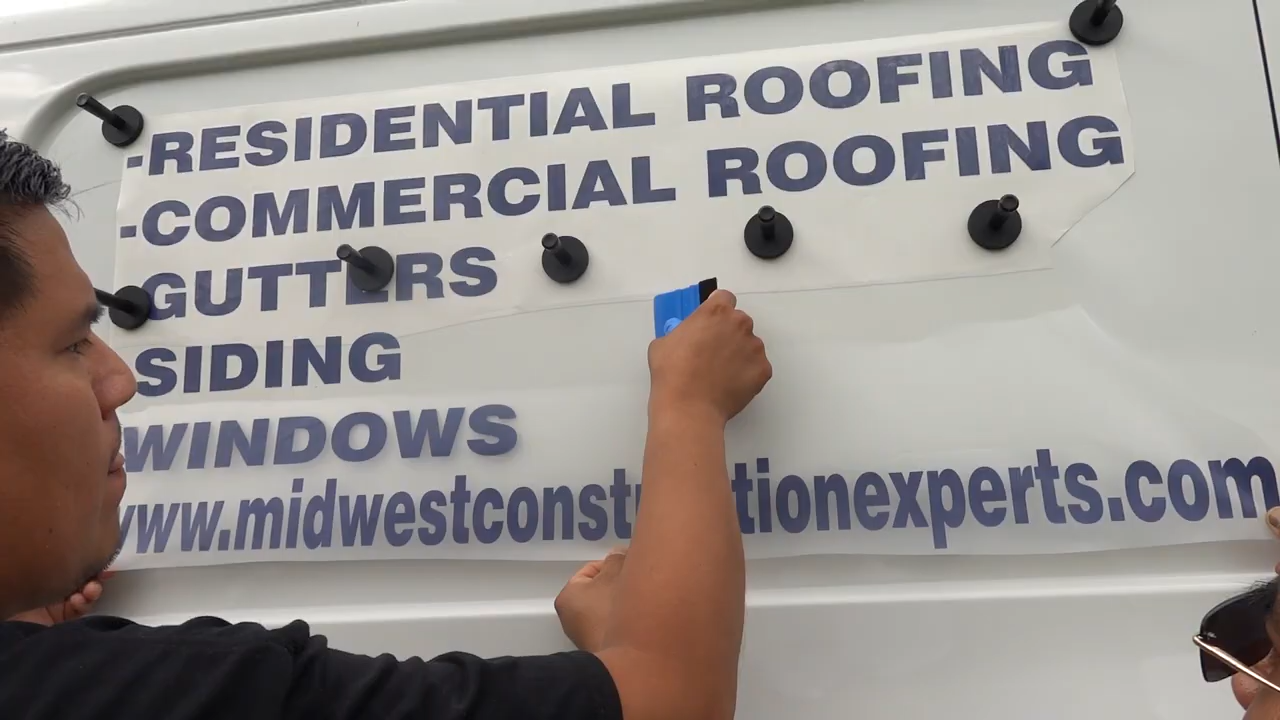 -RESIDENTIAL ROOFING
-COMMERCIAL ROOFING
GUTTERS
SIDING
WINDOWS